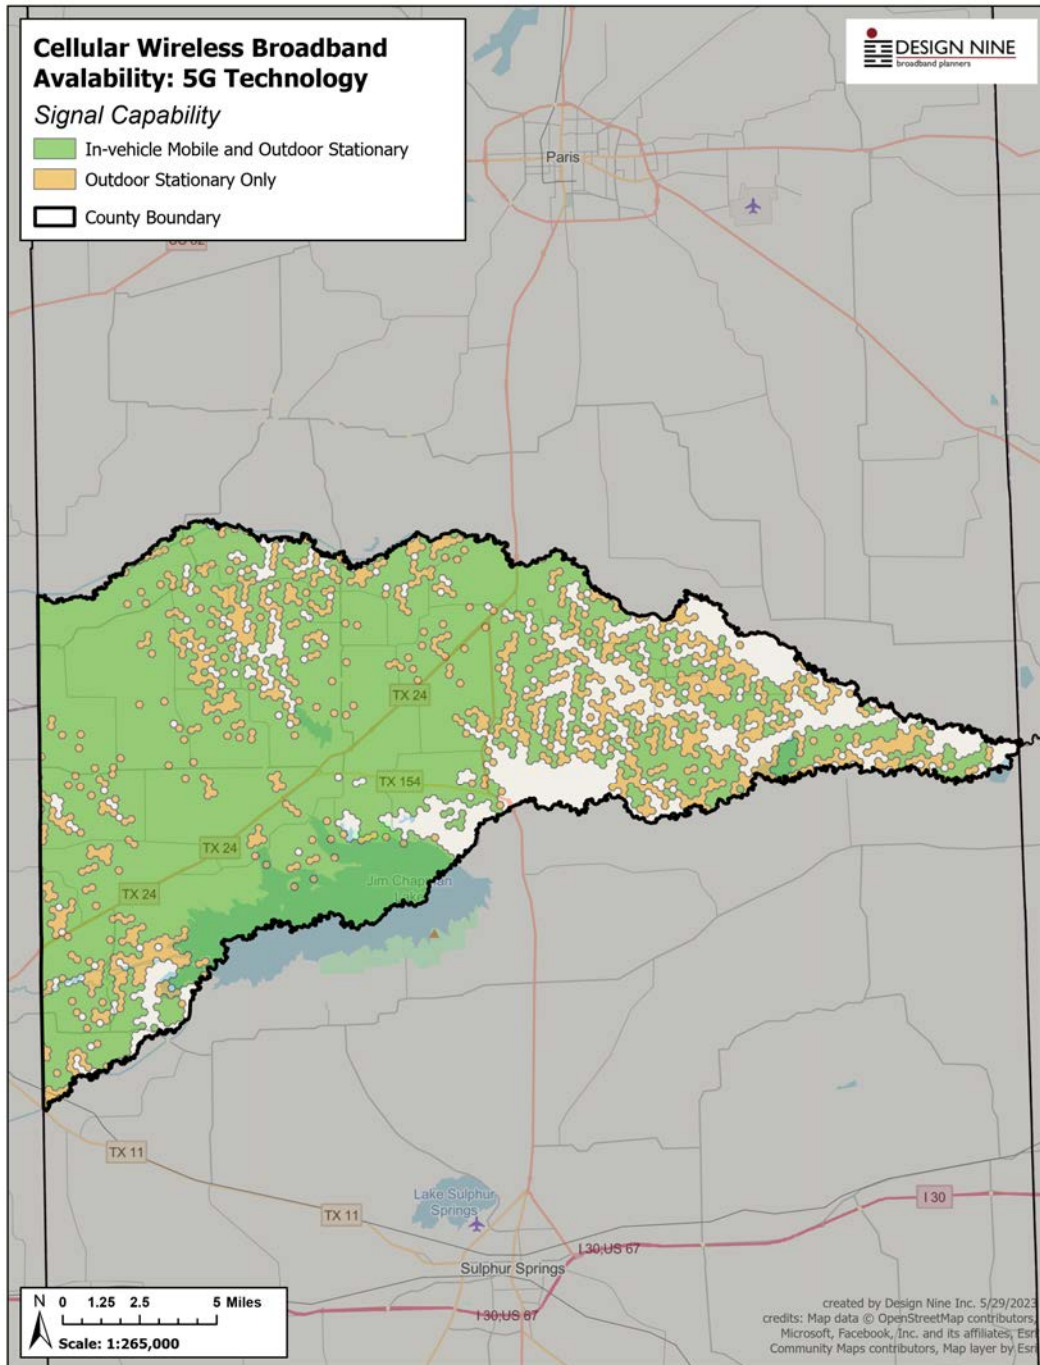 Cellular Wireless Broadband
Avalability: 5G Technology
Signal Capability
In-vehicle Mobile and Outdoor Stationary
Outdoor Stationary Only
County Boundary
DESIGN NINE
broadband planners
Paris
TX 24
TX 154
TX 24
TX 24
Jim Chapman
Lake
TX 11
Lake Sulphur
Springs
TX 11
I 30
I 30;US 67
Sulphur Springs
I 30;US 67
N
0 1.25 2.5 5 Miles
Scale: 1:265,000
created by Design Nine Inc. 5/29/2023
credits: Map data © OpenStreetMap contributors,
Microsoft, Facebook, Inc. and its affiliates, Esri
Community Maps contributors, Map layer by Esri